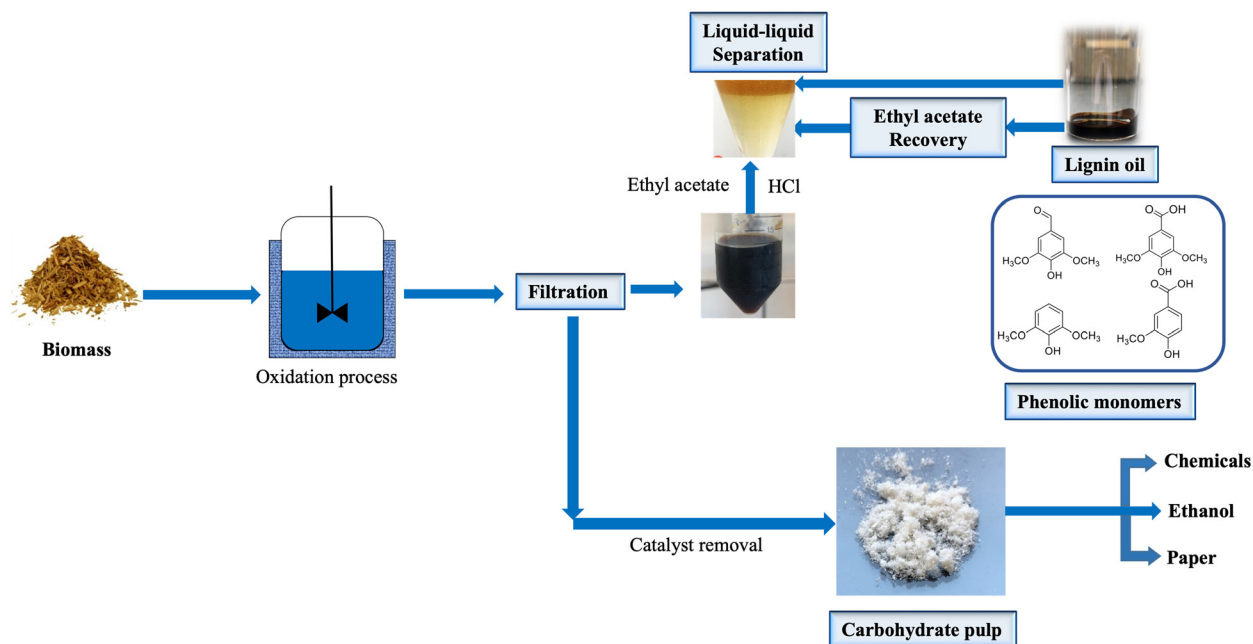 Liquid-liquid
Separation
Ethyl acetate
Recovery
Lignin oil
Ethyl acetate
HCl
Biomass
Oxidation process
Filtration
O
H₃CO
OCH₃
OH
O
OH
H₃CO
OCH₃
OH
H₃CO
OCH₃
OH
O
OH
H₃CO
OH
Phenolic monomers
Catalyst removal
Carbohydrate pulp
Chemicals
Ethanol
Paper